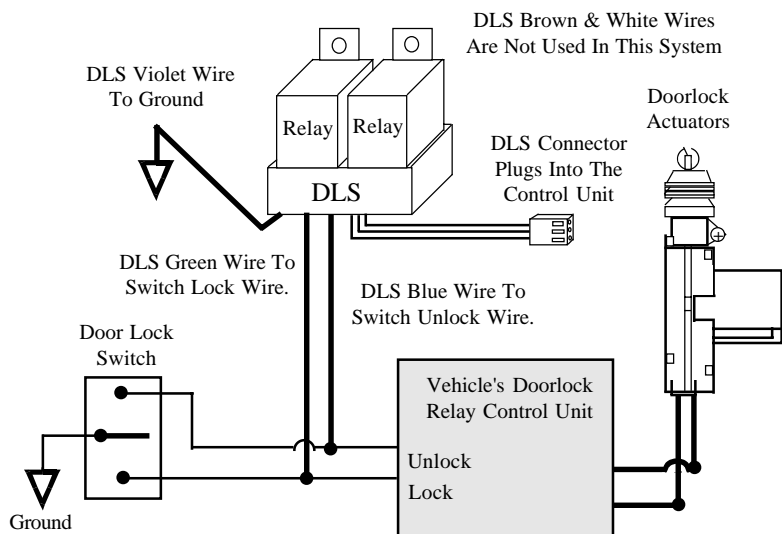 DLS Brown & White Wires
Are Not Used In This System
DLS Violet Wire
To Ground
Doorlock
Actuators
Relay
Relay
DLS Connector
Plugs Into The
Control Unit
DLS
DLS Green Wire To
Switch Lock Wire.
DLS Blue Wire To
Switch Unlock Wire.
Door Lock
Switch
Vehicle's Doorlock
Relay Control Unit
Unlock
Lock
Ground